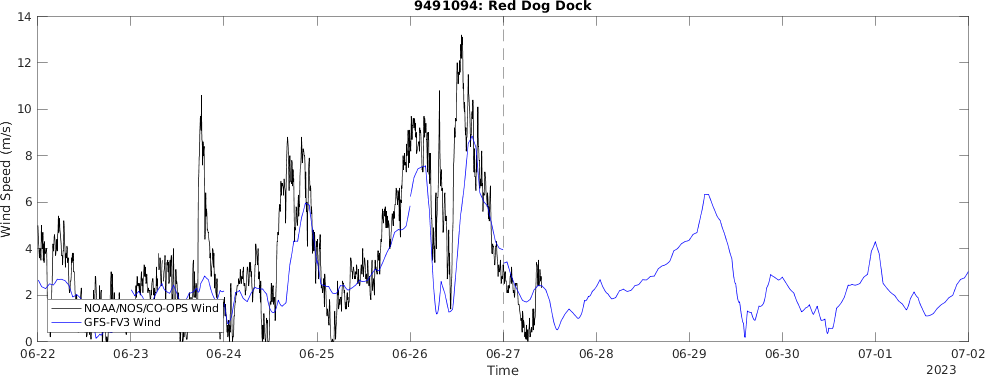 9491094: Red Dog Dock
Wind Speed (m/s)
14
12
10
8
6
4
2
0
NOAA/NOS/CO-OPS Wind
GFS-FV3 Wind
06-22 06-23 06-24 06-25 06-26 06-27 06-28 06-29 06-30 07-01 07-02
Time
2023